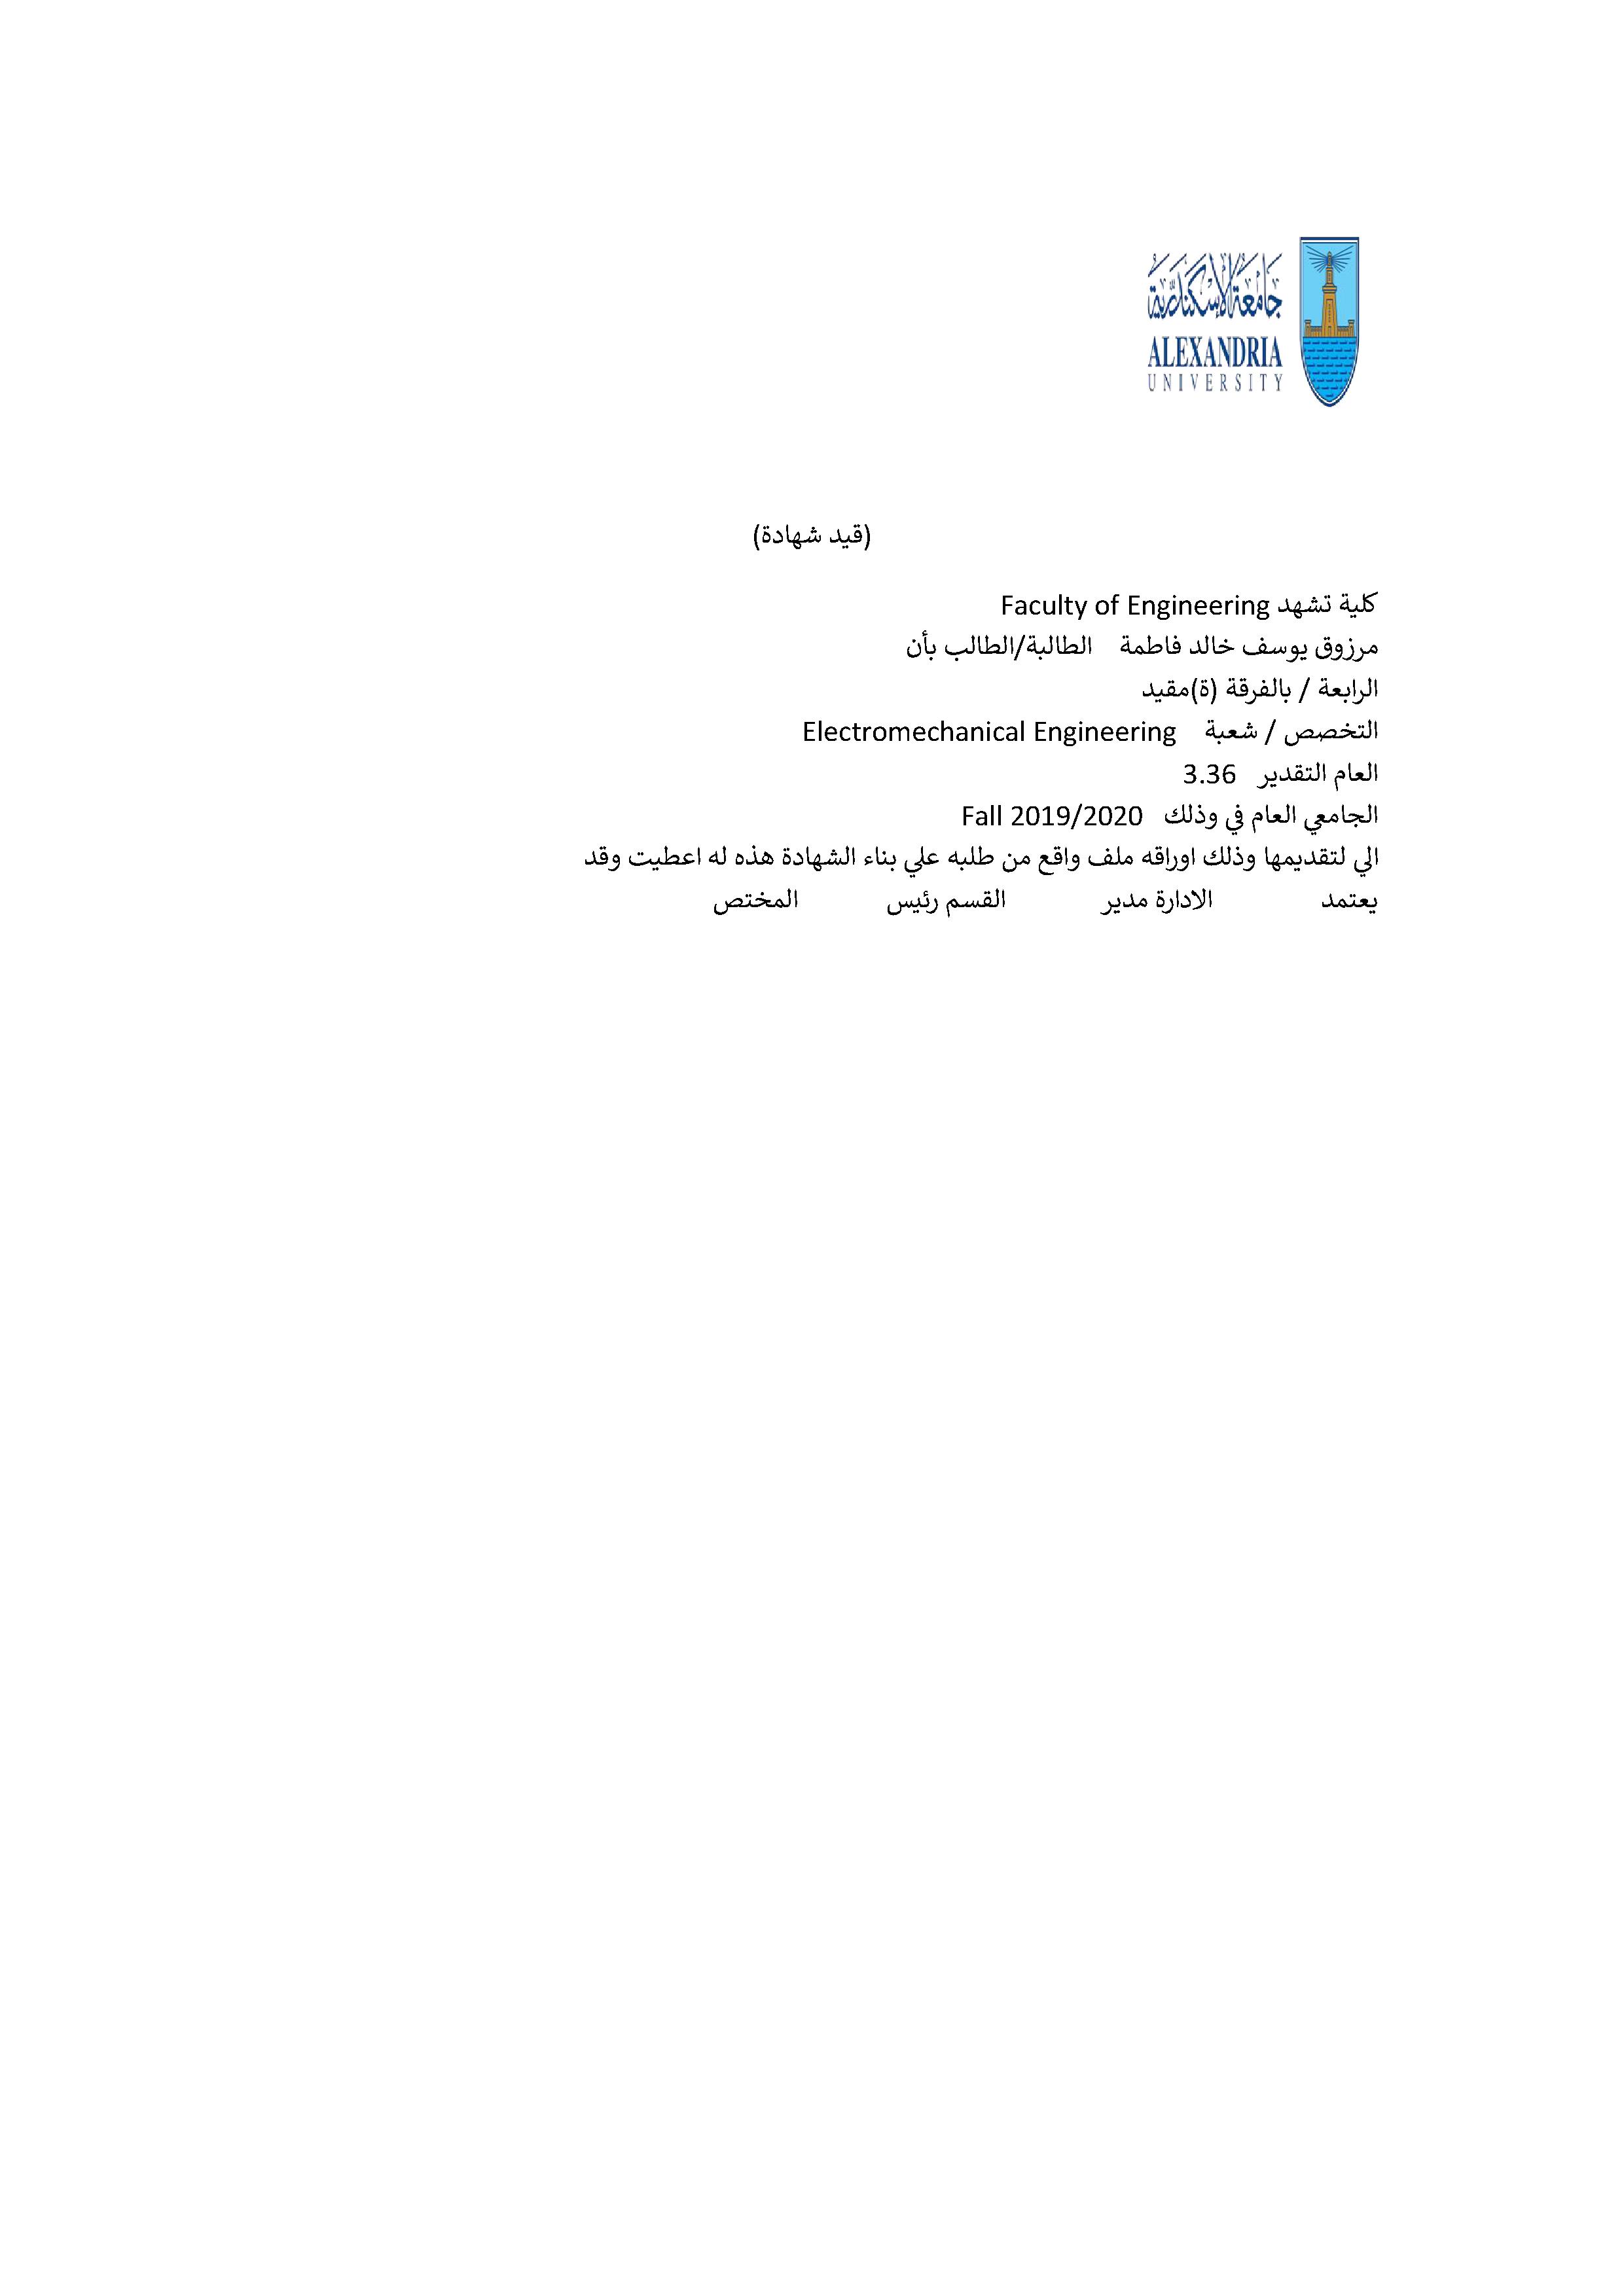 جامعة الإسكندرية
ALEXANDRIA
UNIVERSITY
(قيد شهادة)
كلية تشهد Faculty of Engineering
مرزوق يوسف خالد فاطمة الطالبة/الطالب بأن
الرابعة / بالفرقة (ة)مقيد
التخصص / شعبة Electromechanical Engineering
العام التقدير 3.36
الجامعي العام في وذلك Fall 2019/2020
الي لتقديمها وذلك اوراقه ملف واقع من طلبه علي بناء الشهادة هذه له اعطيت وقد
يعتمد الادارة مدير القسم رئيس المختص